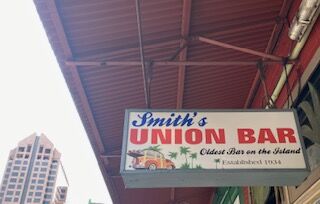 Smith's
UNION BAR
Oldest Bar on the Island
Established 1934